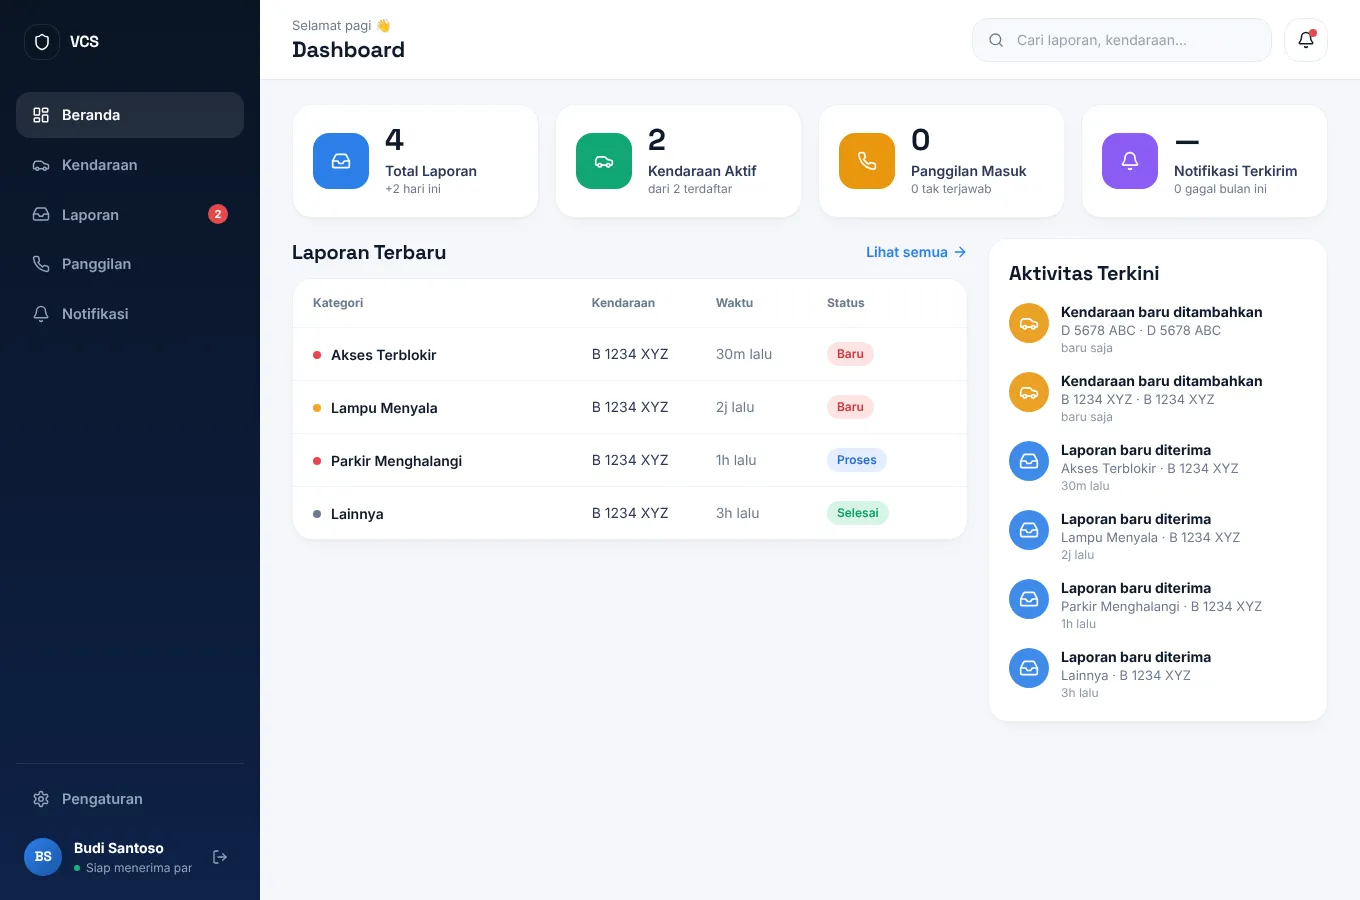 VCS
Beranda
Kendaraan
Laporan
2
Panggilan
Notifikasi
Pengaturan
BS
Budi Santoso
Siap menerima par
Selamat pagi 👋
Dashboard
Cari laporan, kendaraan...
4
Total Laporan
+2 hari ini
2
Kendaraan Aktif
dari 2 terdaftar
0
Panggilan Masuk
0 tak terjawab
—
Notifikasi Terkirim
0 gagal bulan ini
Laporan Terbaru
Lihat semua →
Kategori Kendaraan Waktu Status
Akses Terblokir B 1234 XYZ 30m lalu Baru
Lampu Menyala B 1234 XYZ 2j lalu Baru
Parkir Menghalangi B 1234 XYZ 1h lalu Proses
Lainnya B 1234 XYZ 3h lalu Selesai
Aktivitas Terkini
Kendaraan baru ditambahkan
D 5678 ABC · D 5678 ABC
baru saja
Kendaraan baru ditambahkan
B 1234 XYZ · B 1234 XYZ
baru saja
Laporan baru diterima
Akses Terblokir · B 1234 XYZ
30m lalu
Laporan baru diterima
Lampu Menyala · B 1234 XYZ
2j lalu
Laporan baru diterima
Parkir Menghalangi · B 1234 XYZ
1h lalu
Laporan baru diterima
Lainnya · B 1234 XYZ
3h lalu